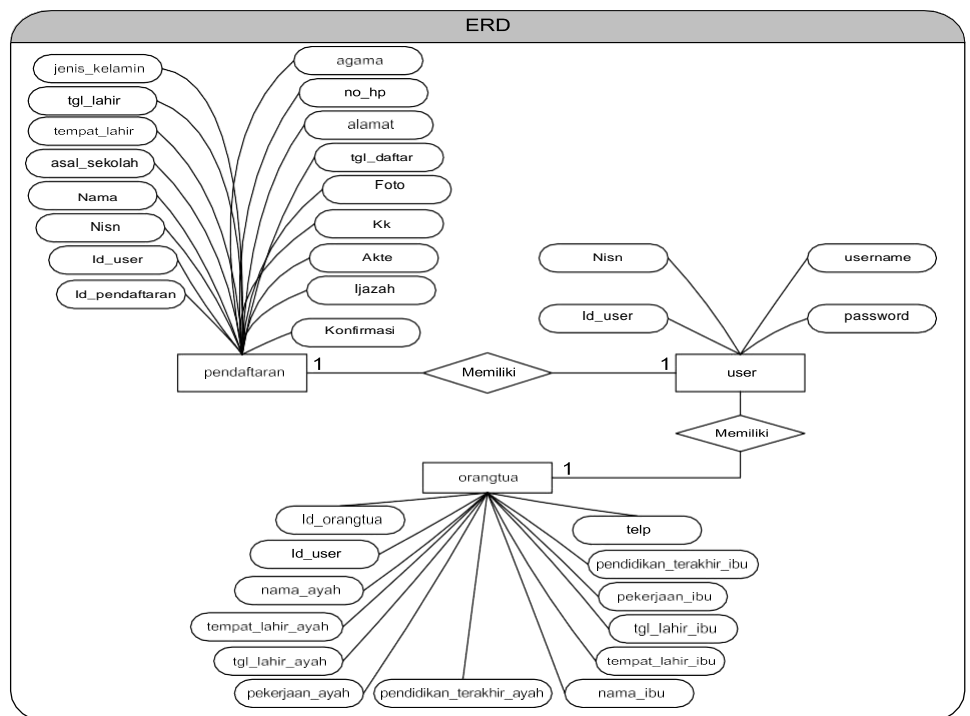 ERD
jenis_kelamin
tgl_lahir
tempat_lahir
asal_sekolah
Nama
Nisn
Id_user
Id_pendaftaran
agama
no_hp
alamat
tgl_daftar
Foto
Kk
Akte
Ijazah
Konfirmasi
Nisn
Id_user
username
password
pendaftaran
1
Memiliki
1
user
Memiliki
1
orangtua
Id_orangtua
Id_user
nama_ayah
tempat_lahir_ayah
tgl_lahir_ayah
pekerjaan_ayah
pendidikan_terakhir_ayah
telp
pendidikan_terakhir_ibu
pekerjaan_ibu
tgl_lahir_ibu
tempat_lahir_ibu
nama_ibu